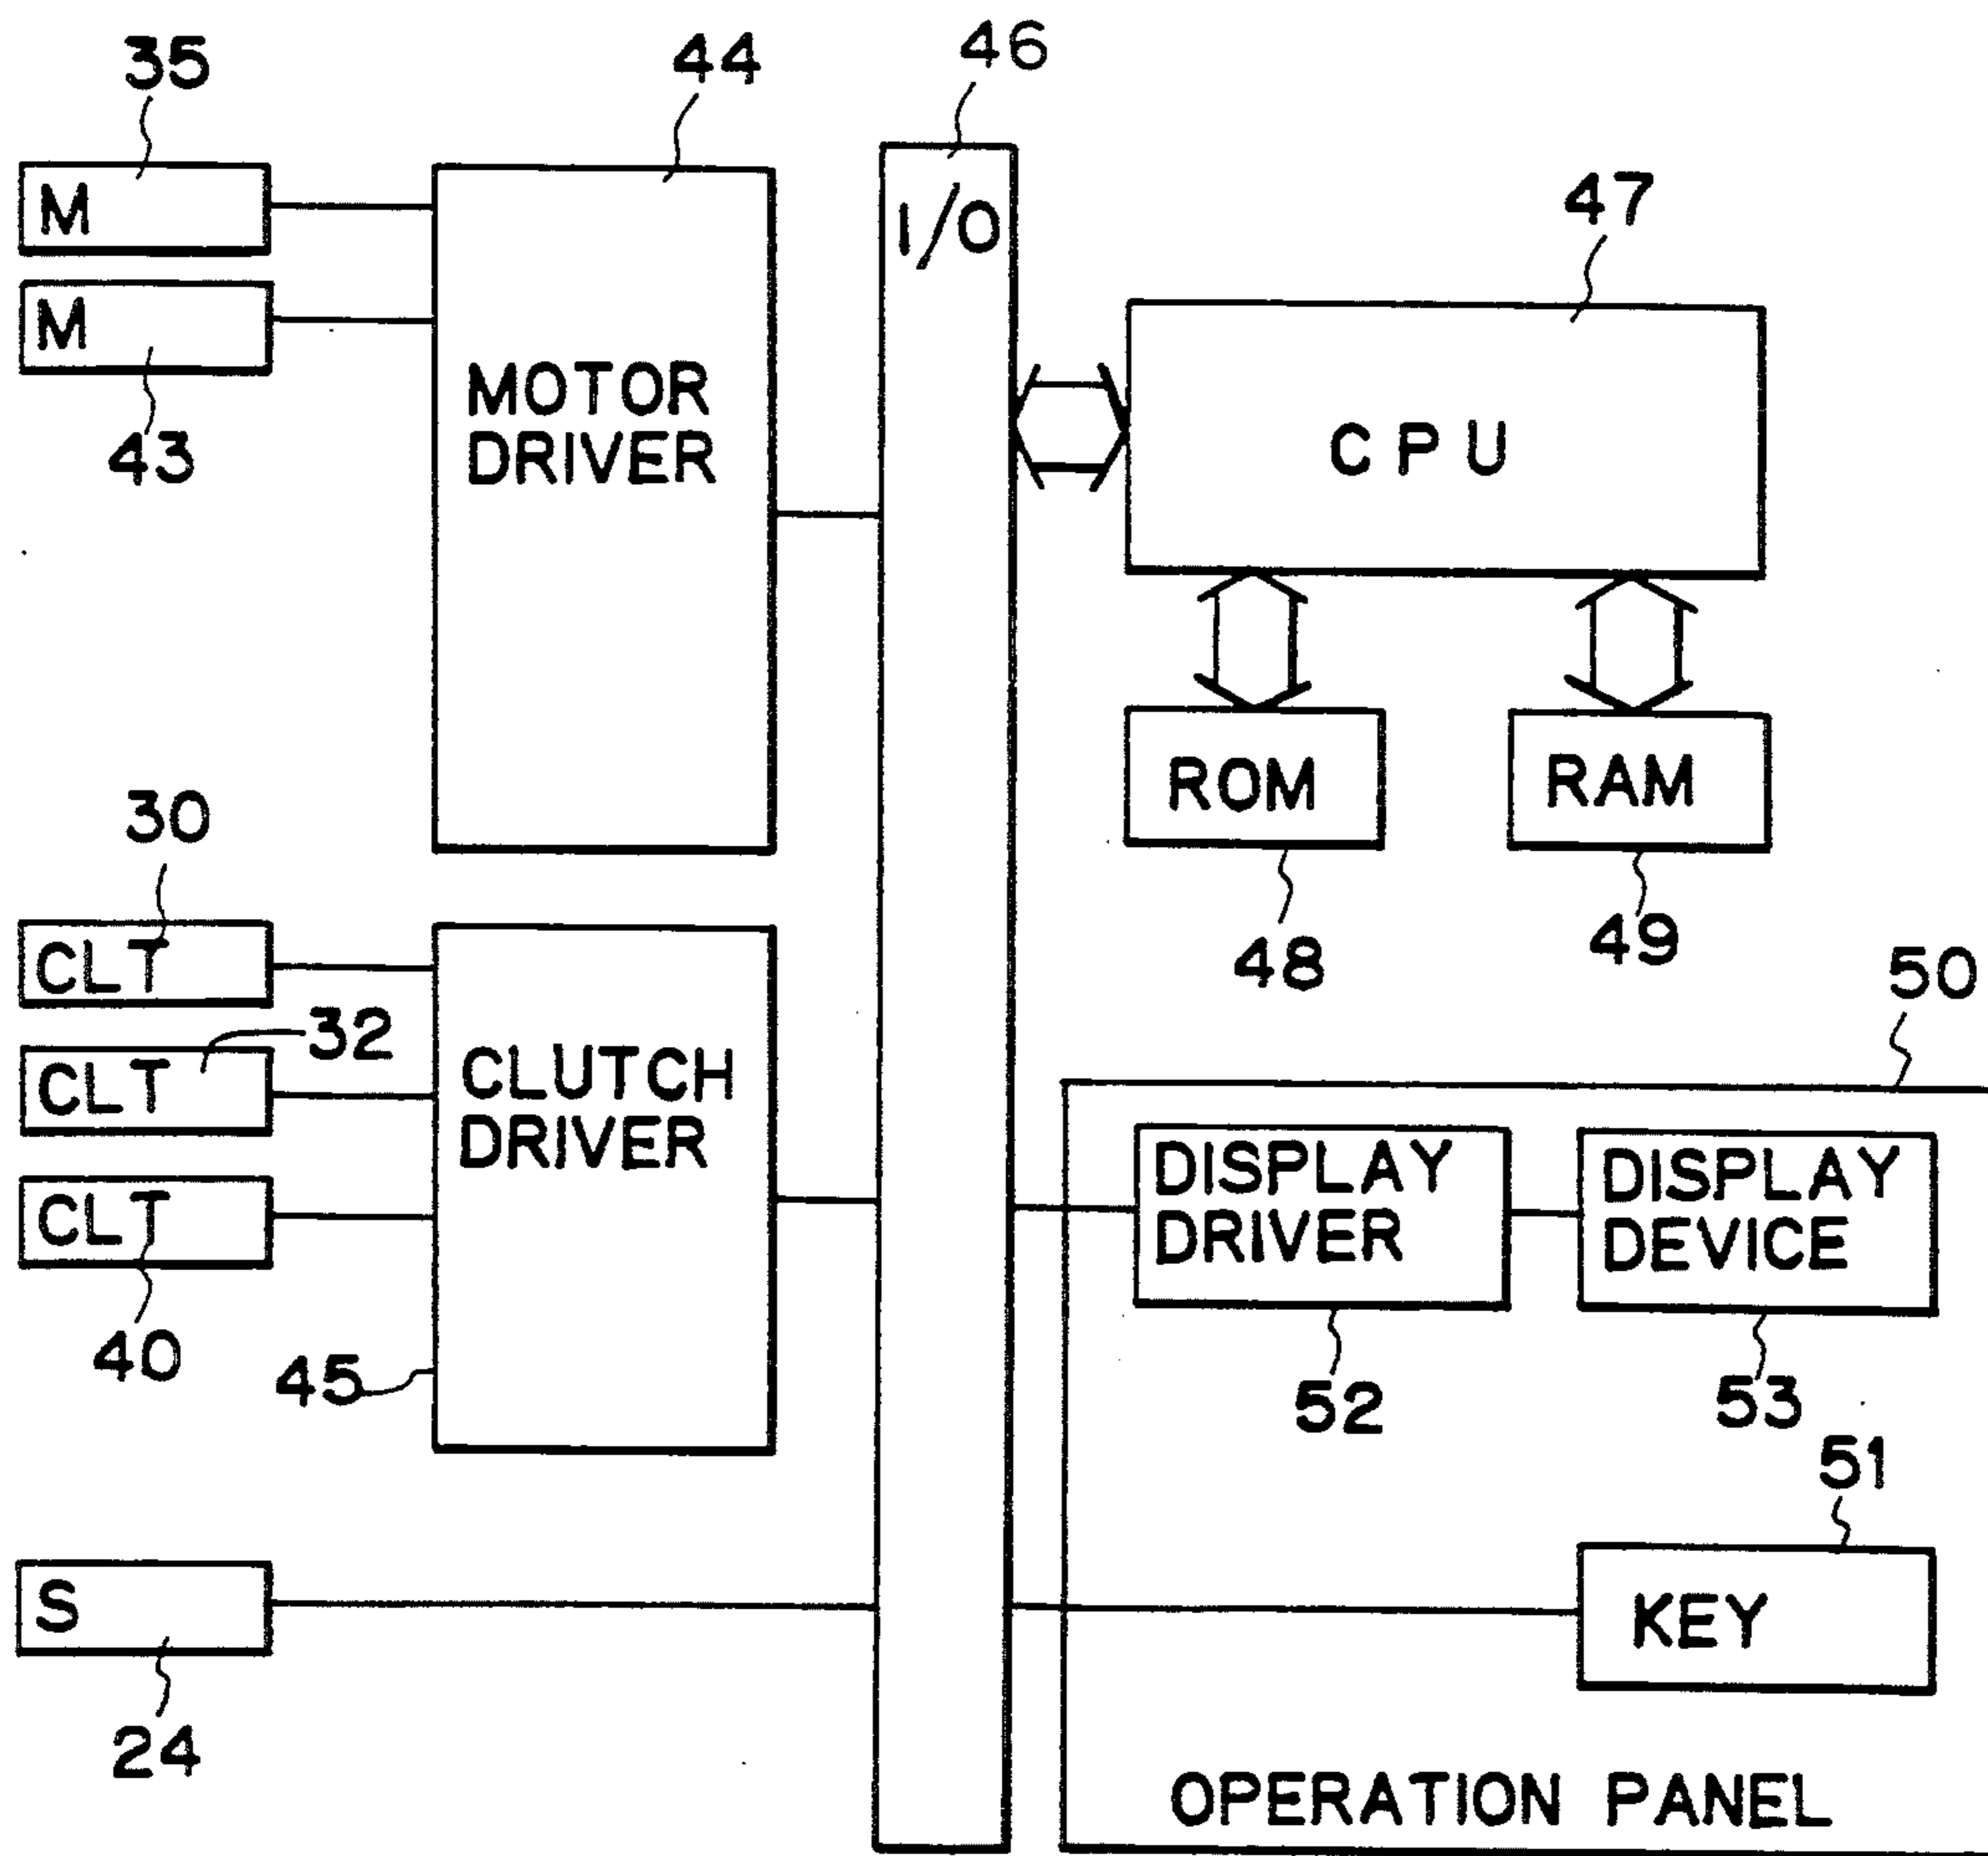 35
44
46
M
I/O
47
M
MOTOR
DRIVER
43
C P U
ROM
RAM
30
48
49
50
CLT
32
CLT
CLUTCH
DRIVER
DISPLAY
DRIVER
DISPLAY
DEVICE
CLT
40
45
52
53
51
S
KEY
24
OPERATION PANEL